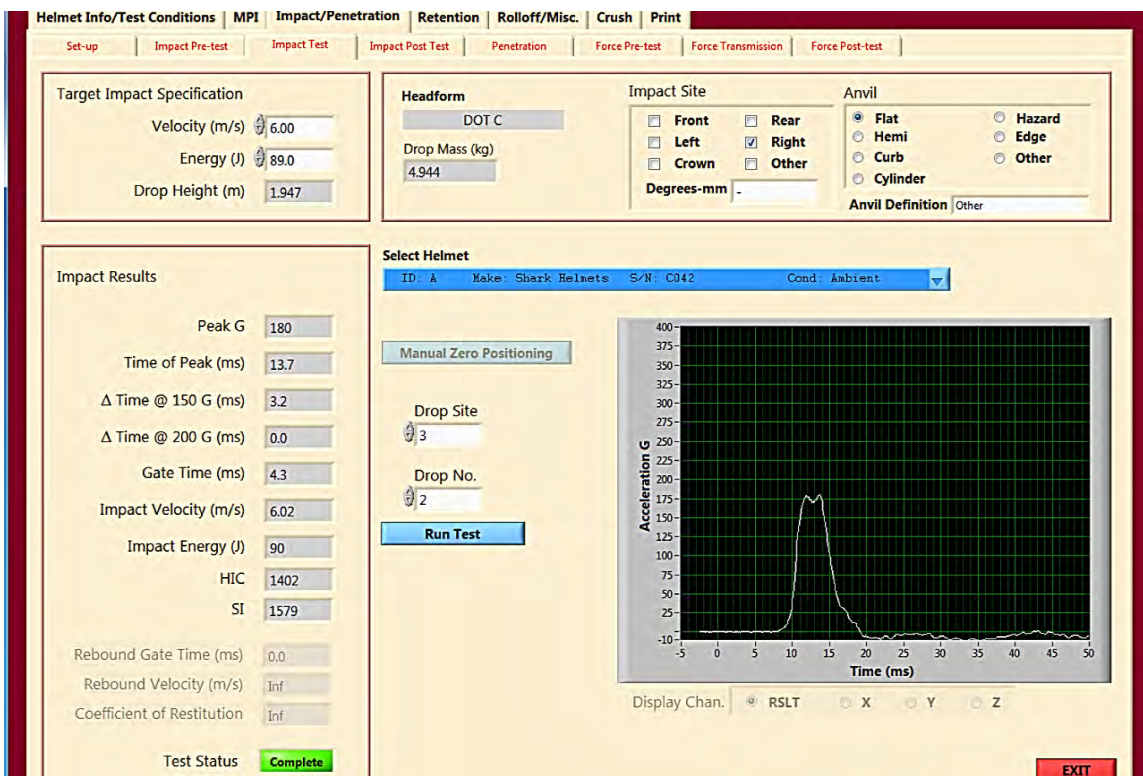 Helmet Info/Test Conditions MPI Impact/Penetration Retention Rolloff/Misc. Crush Print
Set-up Impact Pre-test Impact Test Impact Post Test Penetration Force Pre-test Force Transmission Force Post-test
Target Impact Specification
Velocity (m/s) 6.00
Energy (J) 89.0
Drop Height (m) 1.947
Headform
DOT C
Drop Mass (kg)
4.944
Impact Site
Front Rear
Left Right
Crown Other
Degrees-mm -
Anvil
Flat Hazard
Hemi Edge
Curb Other
Cylinder
Anvil Definition Other
Impact Results
Peak G 180
Time of Peak (ms) 13.7
Δ Time @ 150 G (ms) 3.2
Δ Time @ 200 G (ms) 0.0
Gate Time (ms) 4.3
Impact Velocity (m/s) 6.02
Impact Energy (J) 90
HIC 1402
SI 1579
Rebound Gate Time (ms) 0.0
Rebound Velocity (m/s) Inf
Coefficient of Restitution Inf
Test Status Complete
Select Helmet
ID: A Make: Shark Helmets S/N: C042 Cond: Ambient
Manual Zero Positioning
Drop Site
3
Drop No.
2
Run Test
Acceleration G
400
375
350
325
300
275
250
225
200
175
150
125
100
75
50
25
-10
-5 0 5 10 15 20 25 30 35 40 45 50
Time (ms)
Display Chan. RSLT X Y Z
EXIT